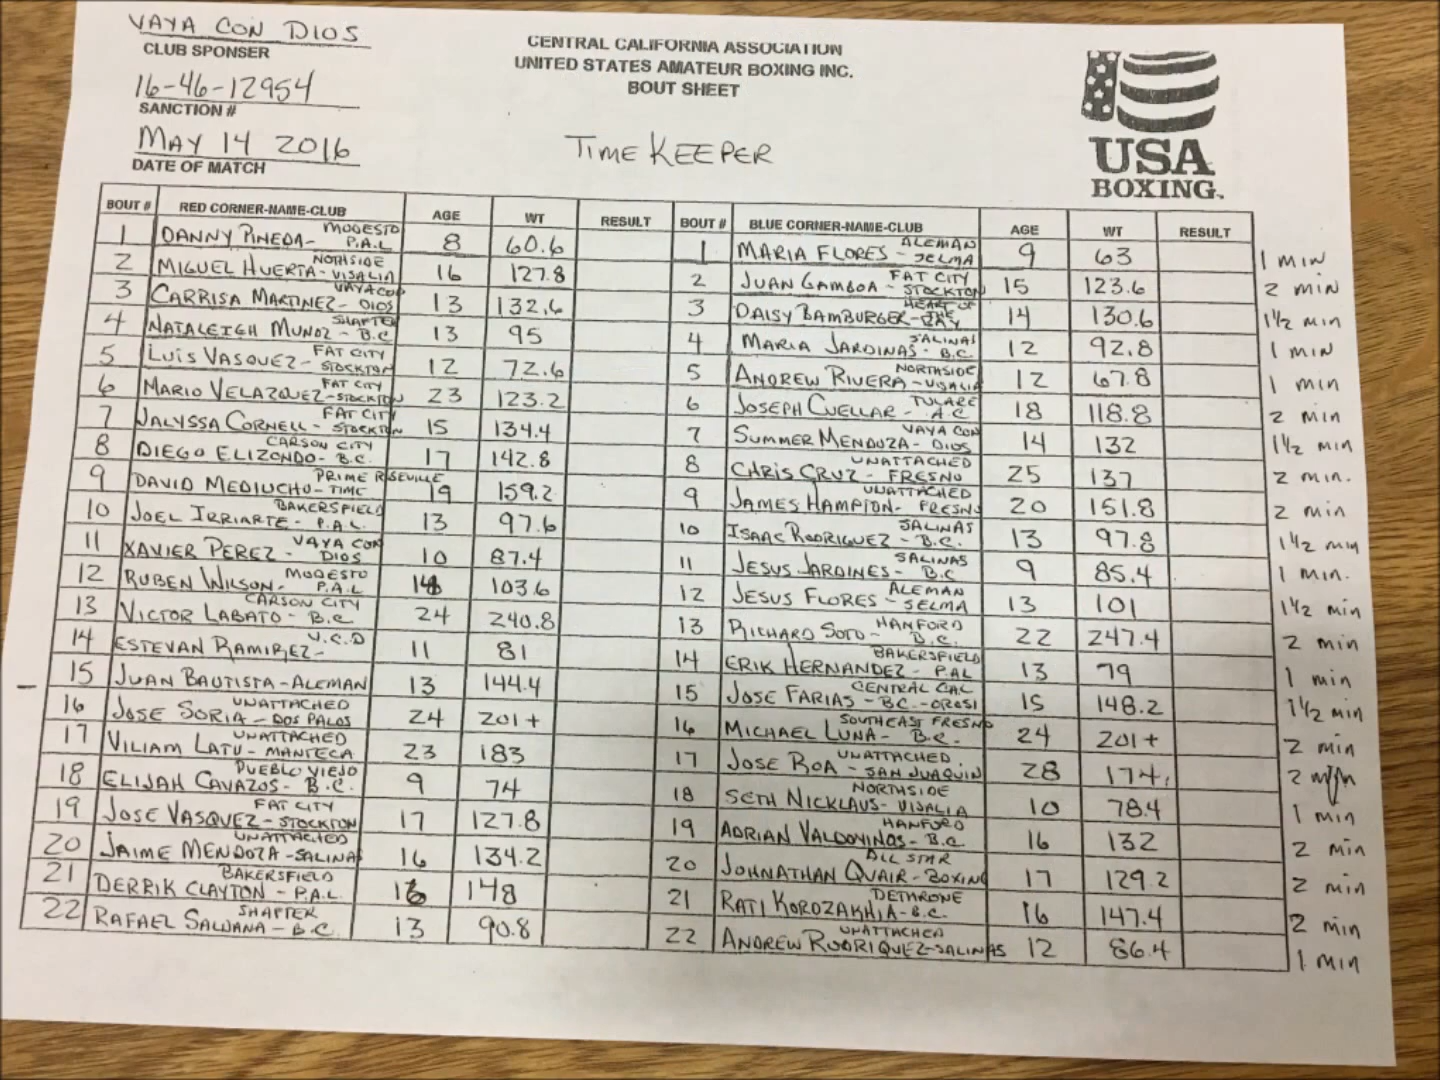 VAYA CON DIOS
CLUB SPONSER
16-46-12954
SANCTION #
MAY 14 2016
DATE OF MATCH
CENTRAL CALIFORNIA ASSOCIATION
UNITED STATES AMATEUR BOXING INC.
BOUT SHEET
TIME KEEPER
USA
BOXING™
BOUT # RED CORNER-NAME-CLUB AGE WT RESULT BOUT # BLUE CORNER-NAME-CLUB AGE WT RESULT
1 DANNY PINEDA- MODESTO P.A.L 8 60.6 1 MARIA FLORES - ALEMAN SELMA 9 63 1 MIN
2 MIGUEL HUERTA- NORTHSIDE VISALIA 16 127.8 2 JUAN GAMBOA - FAT CITY STOCKTON 15 123.6 2 MIN
3 CARRISA MARTINEZ- VAYA CON DIOS 13 132.6 3 DAISY BAMBURGER- HEART OF THE 14 130.6 1 1/2 MIN
4 NATALEIGH MUNOZ - SHAFTER B.C 13 95 4 MARIA JARDINAS- SALINAS B.C. 12 92.8 1 MIN
5 LUIS VASQUEZ- FAT CITY STOCKTON 12 72.6 5 ANDREW RIVERA- NORTHSIDE VISALIA 12 67.8 1 MIN
6 MARIO VELAZQUEZ- FAT CITY STOCKTON 23 123.2 6 JOSEPH CUELLAR - TULARE A.C 18 118.8 2 MIN
7 JALYSSA CORNELL- FAT CITY STOCKTON 15 134.4 7 SUMMER MENDOZA- VAYA CON DIOS 14 132 1 1/2 MIN
8 DIEGO ELIZONDO- CARSON CITY B.C. 17 142.8 8 CHRIS CRUZ - UNATTACHED FRESNO 25 137 2 MIN.
9 DAVID MEDIUCHO- PRIME TIME 19 159.2 9 JAMES HAMPTON- UNATTACHED FRESNO 20 151.8 2 MIN
10 JOEL IRRIARTE- BAKERSFIELD P.A.L. 13 97.6 10 ISAAC RODRIGUEZ - SALINAS B.C. 13 97.8 1 1/2 MIN
11 XAVIER PEREZ - VAYA CON DIOS 10 87.4 11 JESUS JARDINES- SALINAS B.C 9 85.4 1 MIN.
12 RUBEN WILSON- MODESTO P.A.L 103.6 12 JESUS FLORES - ALEMAN SELMA 13 101 1 1/2 MIN
13 VICTOR LABATO- CARSON CITY B.C 24 240.8 13 RICHARD SOTO- HANFORD B.C. 22 247.4 2 MIN
14 ESTEVAN RAMIREZ- V.C.D 11 81 14 ERIK HERNANDEZ - BAKERSFIELD P.AL 13 79 1 MIN
15 JUAN BAUTISTA-ALEMAN 13 144.4 15 JOSE FARIAS - CENTRAL CAL B.C.-OROSI 15 148.2 1 1/2 MIN
16 JOSE SORIA- UNATTACHED DOS PALOS 24 201+ 16 MICHAEL LUNA- SOUTHEAST FRESNO B.C. 24 201+ 2 MIN
17 VILIAM LATU- UNATTACHED MANTECA 23 183 17 JOSE ROA - UNATTACHED SAN JUAQUIN 28 174 2 MIN
18 ELIJAH CAVAZOS- PUEBLO VIEJO B.C. 9 74 18 SETH NICKLAUS- NORTHSIDE VISALIA 10 78.4 1 MIN
19 JOSE VASQUEZ- FAT CITY STOCKTON 17 127.8 19 ADRIAN VALDOVINOS- HANFORD B.C 16 132 2 MIN
20 JAIME MENDOZA- UNATTACHED SALINAS 16 134.2 20 JOHNATHAN QUAIR- ALL STAR BOXING 17 129.2 2 MIN
21 DERRIK CLAYTON - BAKERSFIELD P.A.L. 148 21 RATI KOROZAKHIA- DETHRONE B.C. 16 147.4 2 MIN
22 RAFAEL SALDANA- SHAFTER B.C. 13 90.8 22 ANDREW RODRIQUEZ- UNATTACHED SALINAS 12 86.4 1 MIN